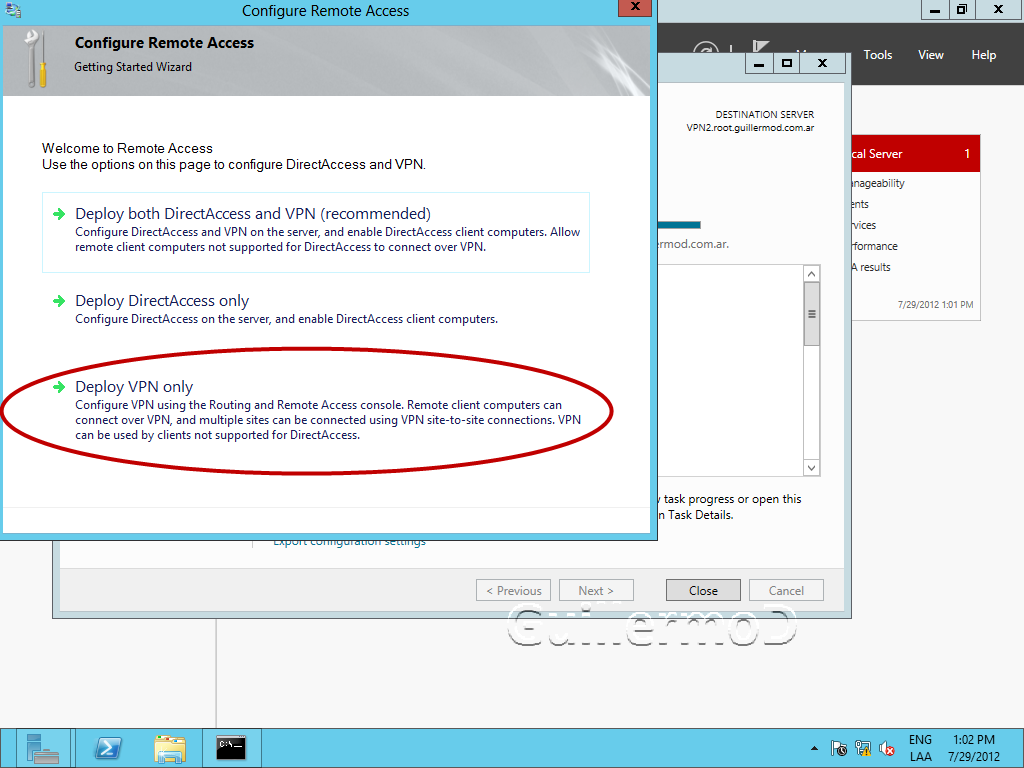 Configure Remote Access
Configure Remote Access
Getting Started Wizard
Welcome to Remote Access
Use the options on this page to configure DirectAccess and VPN.
Deploy both DirectAccess and VPN (recommended)
Configure DirectAccess and VPN on the server, and enable DirectAccess client computers. Allow
remote client computers not supported for DirectAccess to connect over VPN.
Deploy DirectAccess only
Configure DirectAccess on the server, and enable DirectAccess client computers.
Deploy VPN only
Configure VPN using the Routing and Remote Access console. Remote client computers can
connect over VPN, and multiple sites can be connected using VPN site-to-site connections. VPN
can be used by clients not supported for DirectAccess.
Tools View Help
DESTINATION SERVER
VPN2.root.guillermod.com.ar
ermod.com.ar.
task progress or open this
n Task Details.
Export configuration settings
< Previous Next > Close Cancel
cal Server 1
nageability
ents
rvices
rformance
A results
7/29/2012 1:01 PM
GuillermoD
C:\
ENG 1:02 PM
LAA 7/29/2012